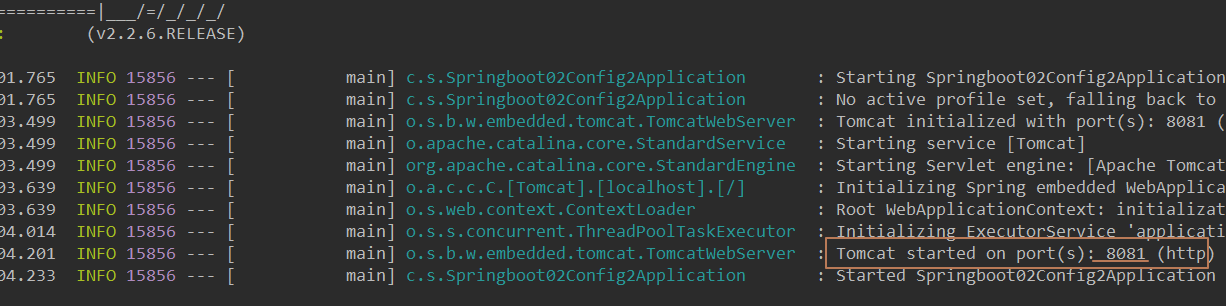 ==========|___/=/_/_/_/
:        (v2.2.6.RELEASE)
01.765  INFO 15856 --- [           main] c.s.Springboot02Config2Application       : Starting Springboot02Config2Application
01.765  INFO 15856 --- [           main] c.s.Springboot02Config2Application       : No active profile set, falling back to
03.499  INFO 15856 --- [           main] o.s.b.w.embedded.tomcat.TomcatWebServer  : Tomcat initialized with port(s): 8081 (
03.499  INFO 15856 --- [           main] o.apache.catalina.core.StandardService   : Starting service [Tomcat]
03.499  INFO 15856 --- [           main] org.apache.catalina.core.StandardEngine  : Starting Servlet engine: [Apache Tomcat
03.639  INFO 15856 --- [           main] o.a.c.c.C.[Tomcat].[localhost].[/]       : Initializing Spring embedded WebApplica
03.639  INFO 15856 --- [           main] o.s.web.context.ContextLoader            : Root WebApplicationContext: initializat
04.014  INFO 15856 --- [           main] o.s.s.concurrent.ThreadPoolTaskExecutor  : Initializing ExecutorService 'applicati
04.201  INFO 15856 --- [           main] o.s.b.w.embedded.tomcat.TomcatWebServer  : Tomcat started on port(s): 8081 (http)
04.233  INFO 15856 --- [           main] c.s.Springboot02Config2Application       : Started Springboot02Config2Application